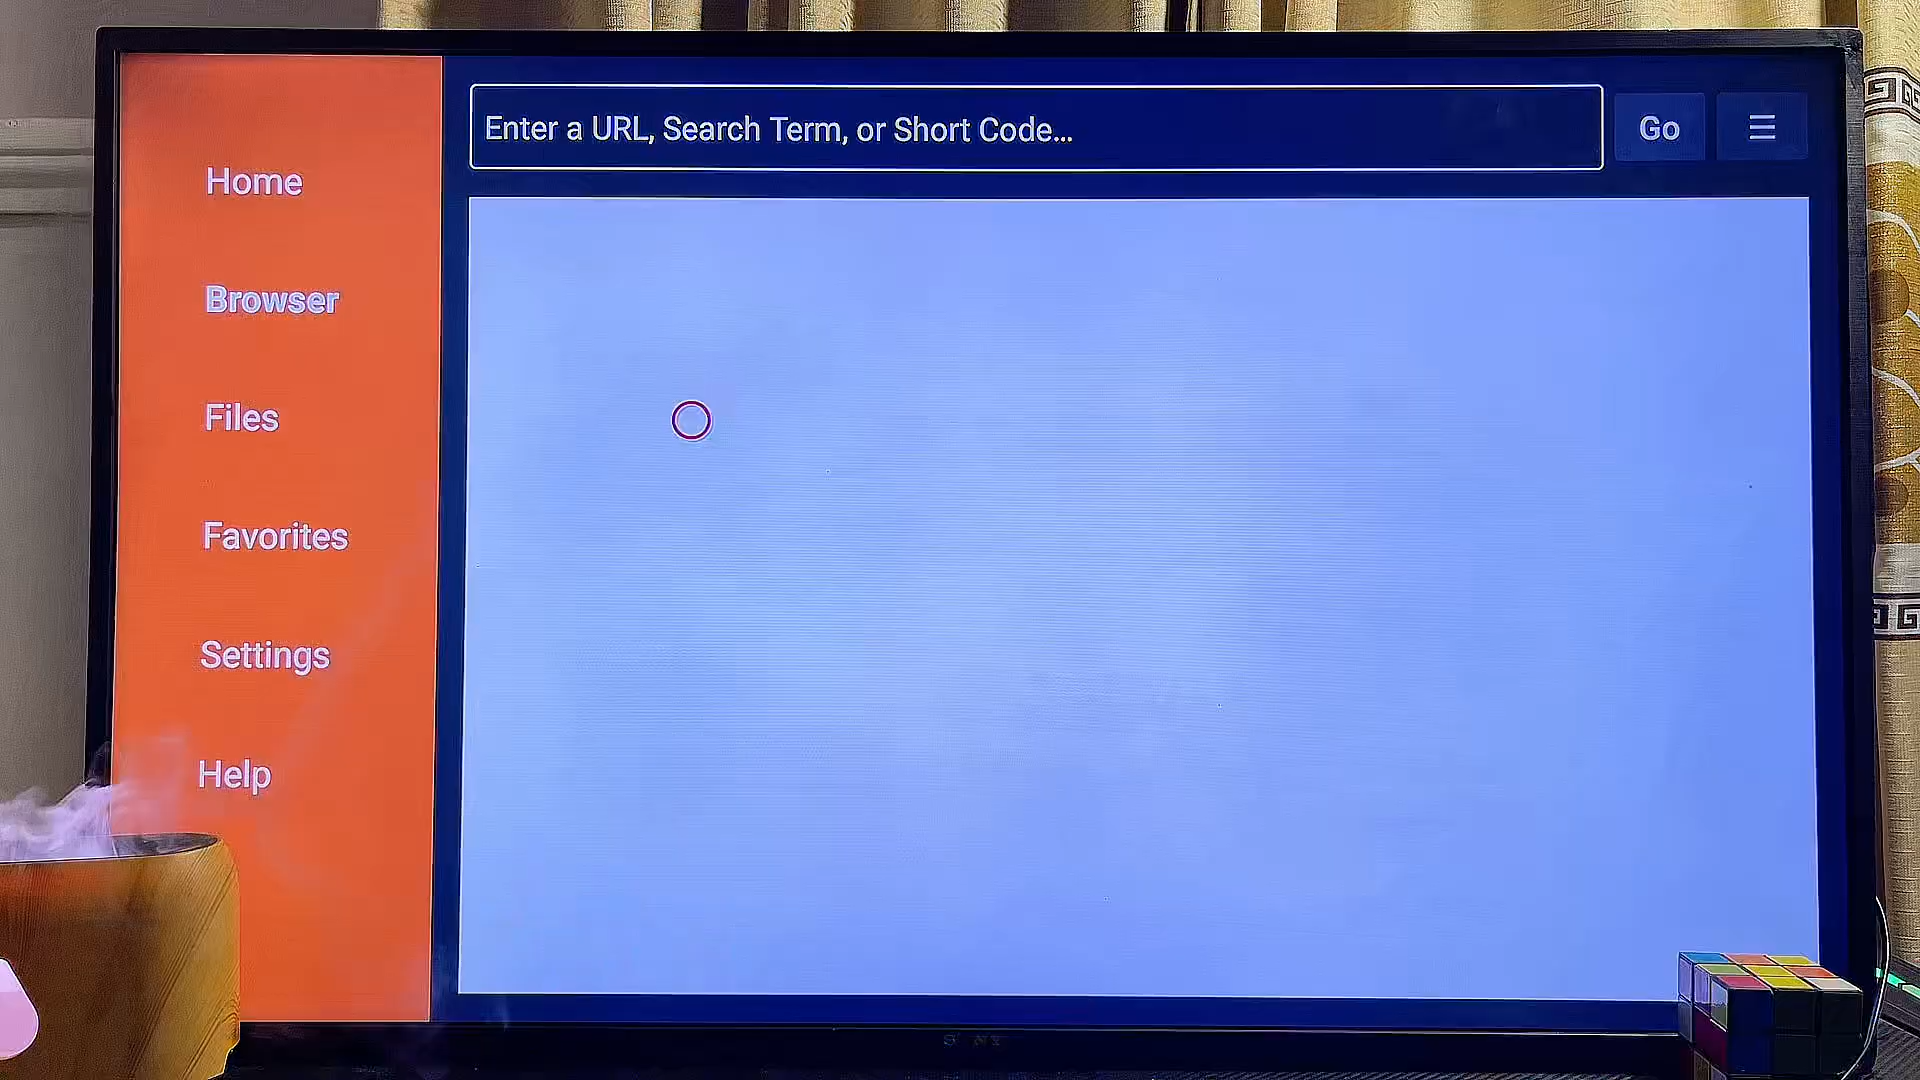 Enter a URL, Search Term, or Short Code...
Go
Home
Browser
Files
Favorites
Settings
Help